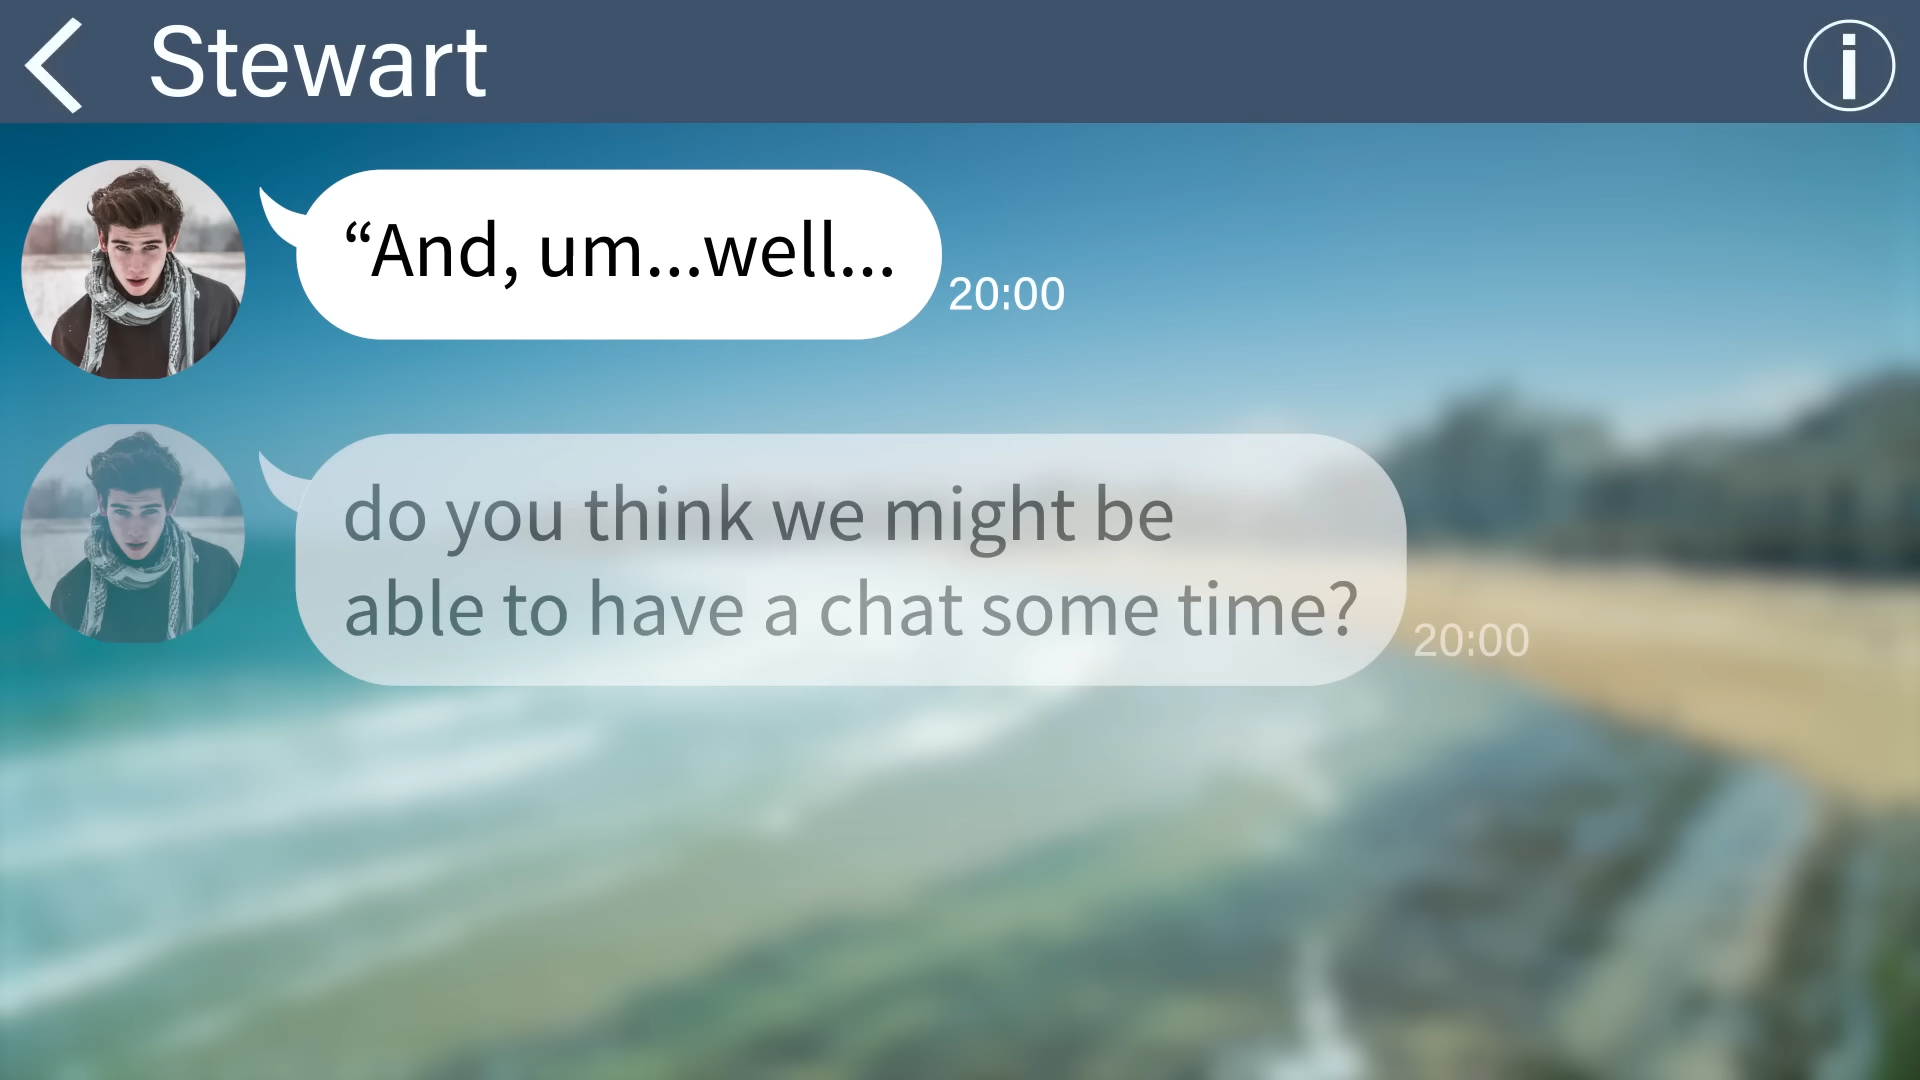 Stewart
“And, um...well...
20:00
do you think we might be
able to have a chat some time?
20:00